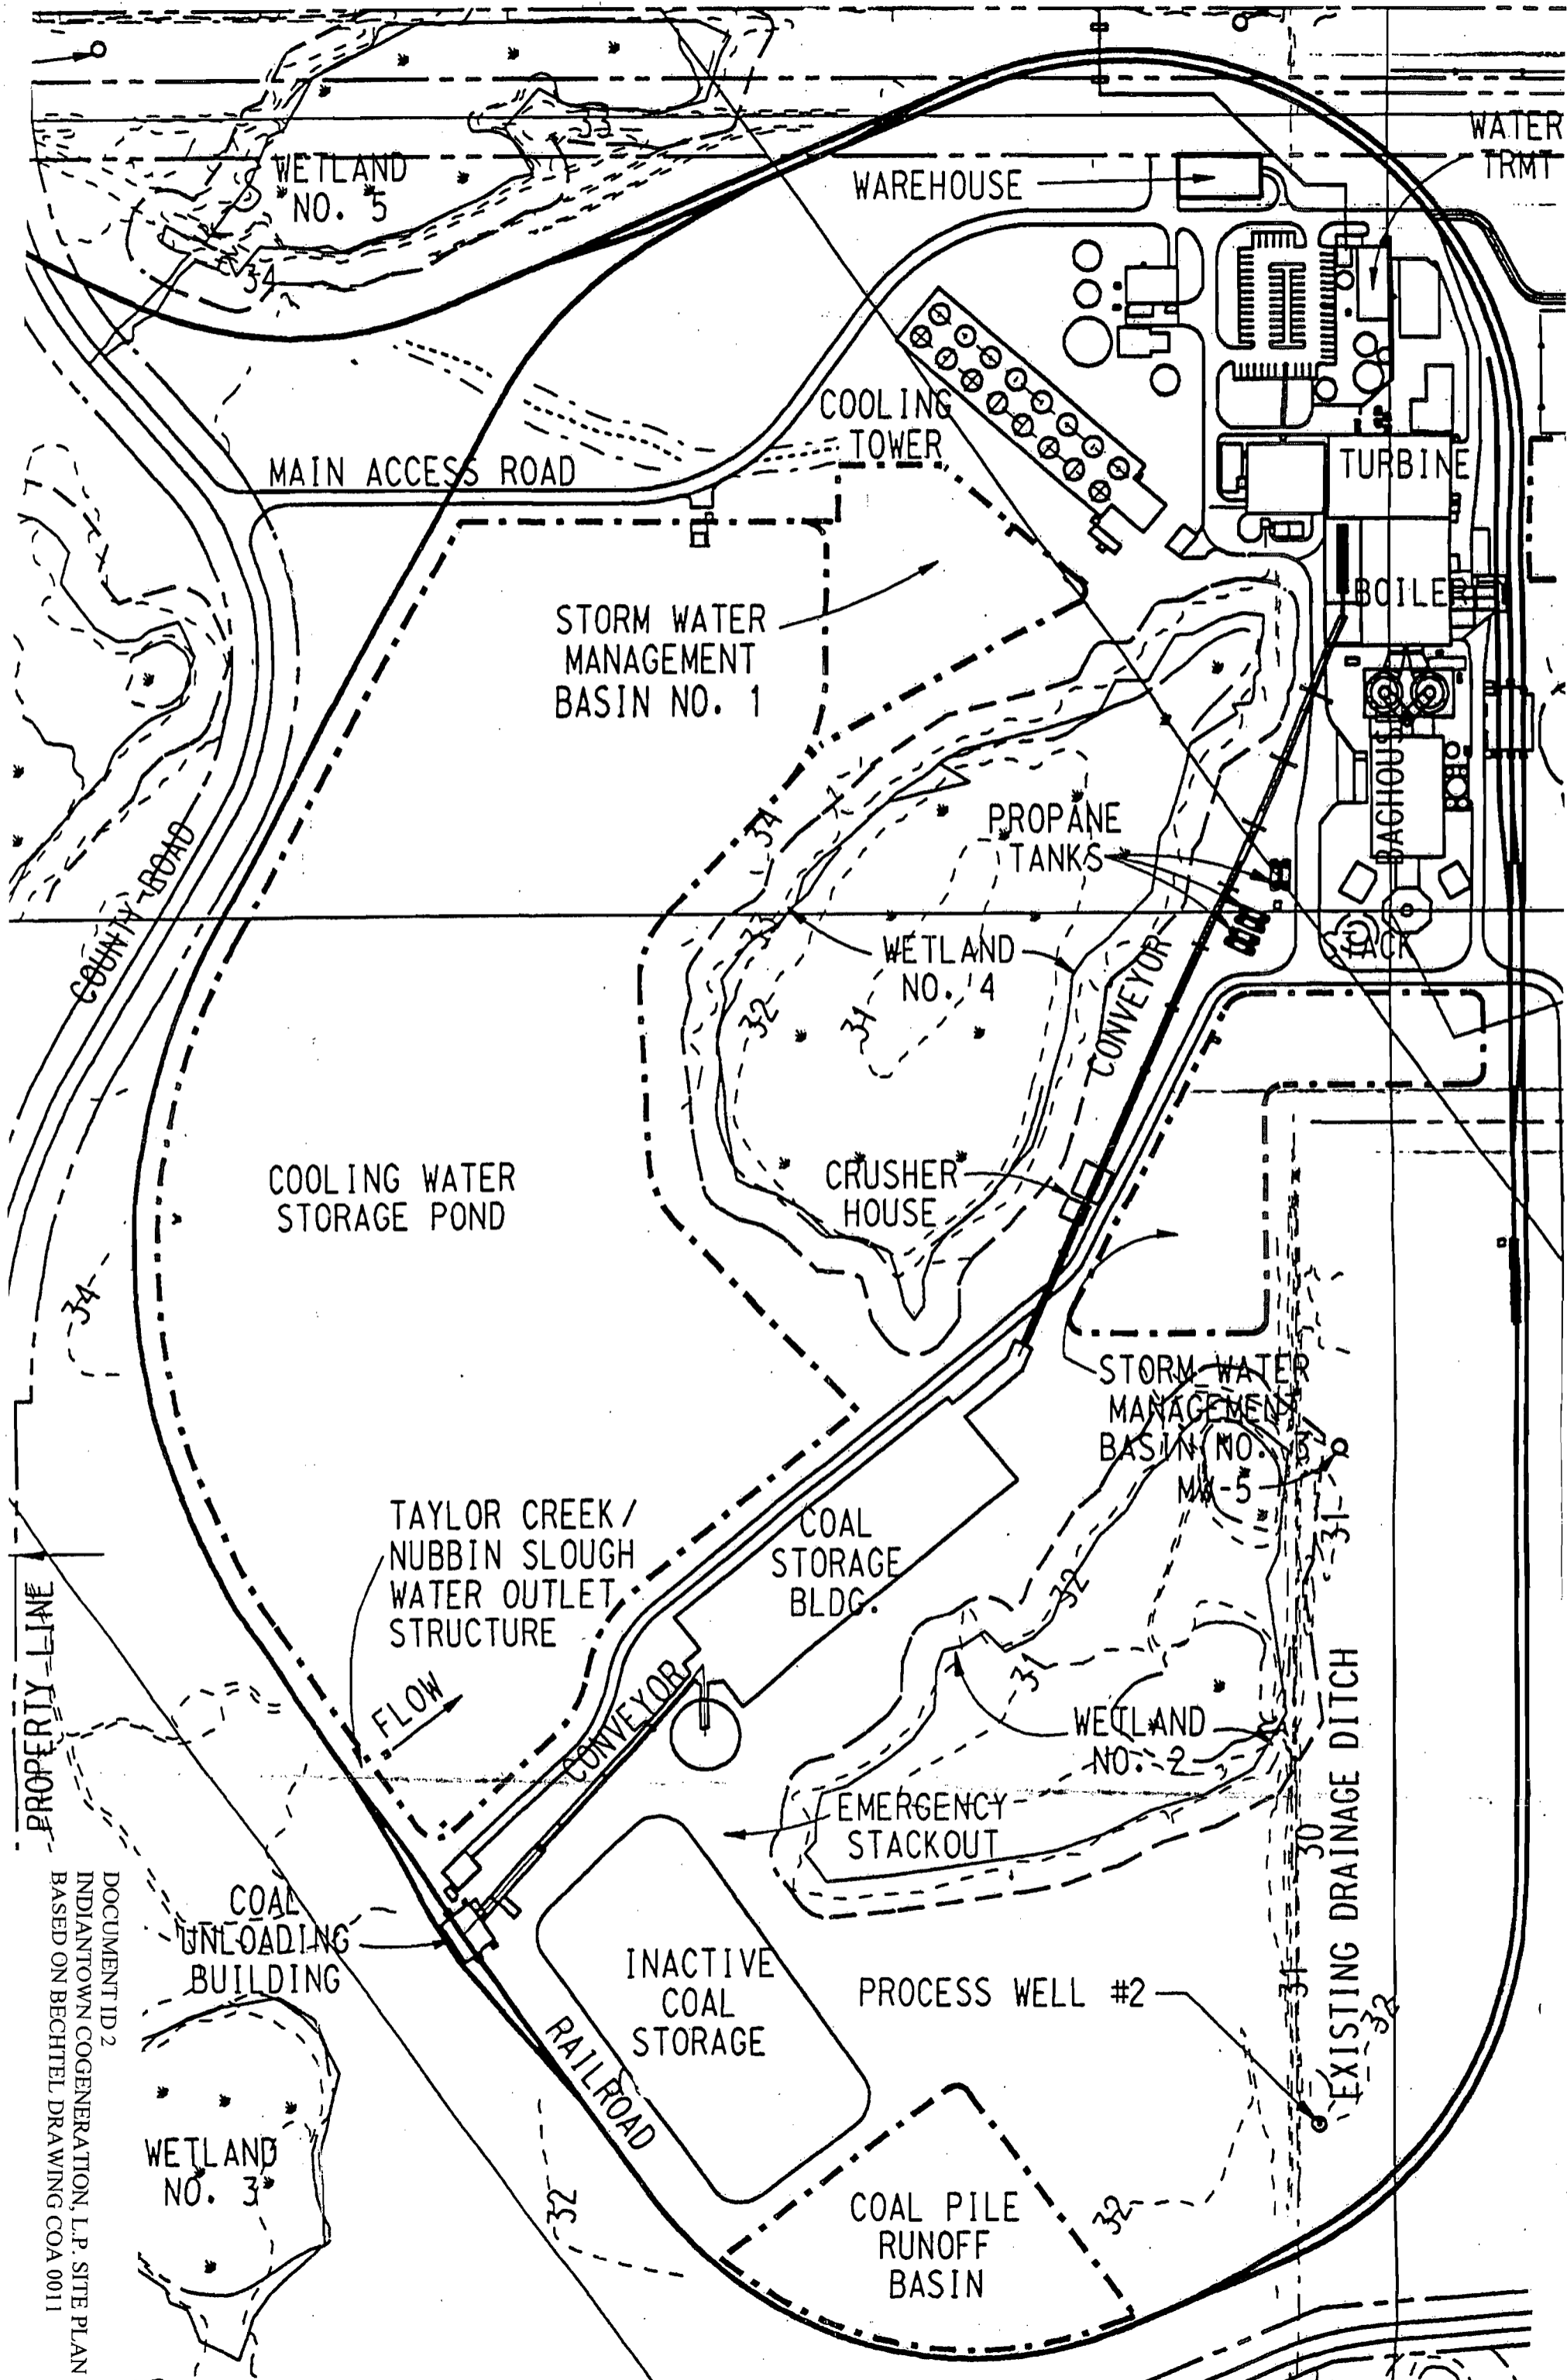 WATER
TRMT
WAREHOUSE
WETLAND
NO. 5
33
34
COOLING
TOWER
MAIN ACCESS ROAD
TURBINE
BOILER
STORM WATER
MANAGEMENT
BASIN NO. 1
BAGHOUSE
PROPANE
TANKS
34
33
32
31
COUNTY ROAD
WETLAND
NO. 4
CONVEYOR
STACK
COOLING WATER
STORAGE POND
CRUSHER
HOUSE
34
STORM WATER
MANAGEMENT
BASIN NO. 3
MW-5
31
TAYLOR CREEK/
NUBBIN SLOUGH
WATER OUTLET
STRUCTURE
COAL
STORAGE
BLDG.
32
31
PROPERTY LINE
FLOW
CONVEYOR
WETLAND
NO. 2
EMERGENCY
STACKOUT
30
EXISTING DRAINAGE DITCH
COAL
UNLOADING
BUILDING
INACTIVE
COAL
STORAGE
PROCESS WELL #2
31
32
RAILROAD
WETLAND
NO. 3
32
COAL PILE
RUNOFF
BASIN
32
DOCUMENT ID 2
INDIANTOWN COGENERATION, L.P. SITE PLAN
BASED ON BECHTEL DRAWING COA 0011